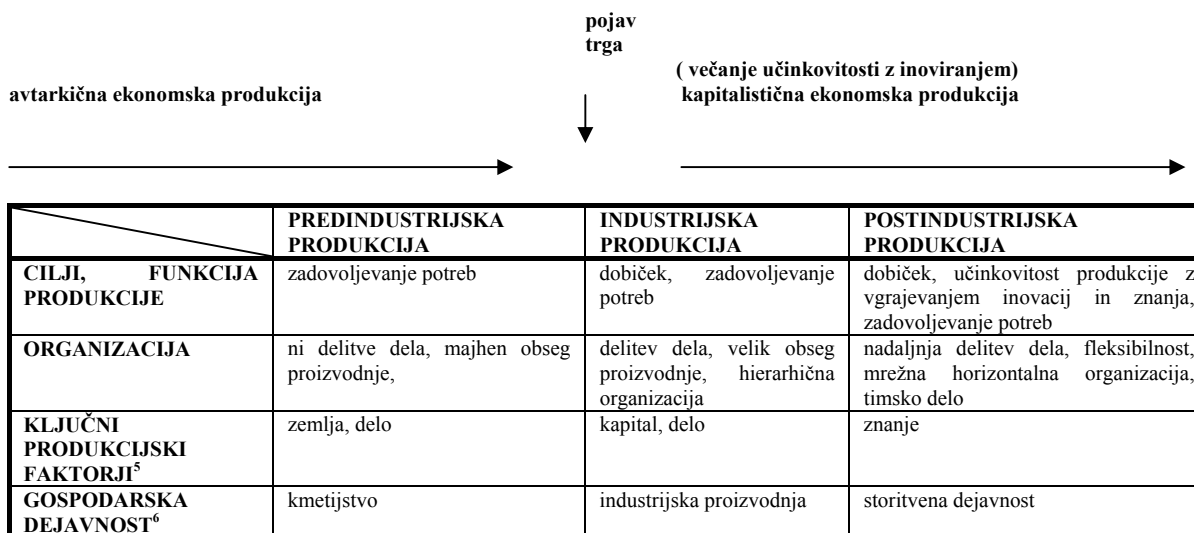 pojav
trga
( večanje učinkovitosti z inoviranjem)
avtarkična ekonomska produkcija
kapitalistična ekonomska produkcija
PREDINDUSTRIJSKA
PRODUKCIJA
INDUSTRIJSKA
PRODUKCIJA
POSTINDUSTRIJSKA
PRODUKCIJA
CILJI, FUNKCIJA
PRODUKCIJE
zadovoljevanje potreb
dobiček, zadovoljevanje
potreb
dobiček, učinkovitost produkcije z
vgrajevanjem inovacij in znanja,
zadovoljevanje potreb
ORGANIZACIJA
ni delitve dela, majhen obseg
proizvodnje,
delitev dela, velik obseg
proizvodnje, hierarhična
organizacija
nadaljnja delitev dela, fleksibilnost,
mrežna horizontalna organizacija,
timsko delo
KLJUČNI
PRODUKCIJSKI
FAKTORJI5
zemlja, delo
kapital, delo
znanje
GOSPODARSKA
DEJAVNOST6
kmetijstvo
industrijska proizvodnja
storitvena dejavnost